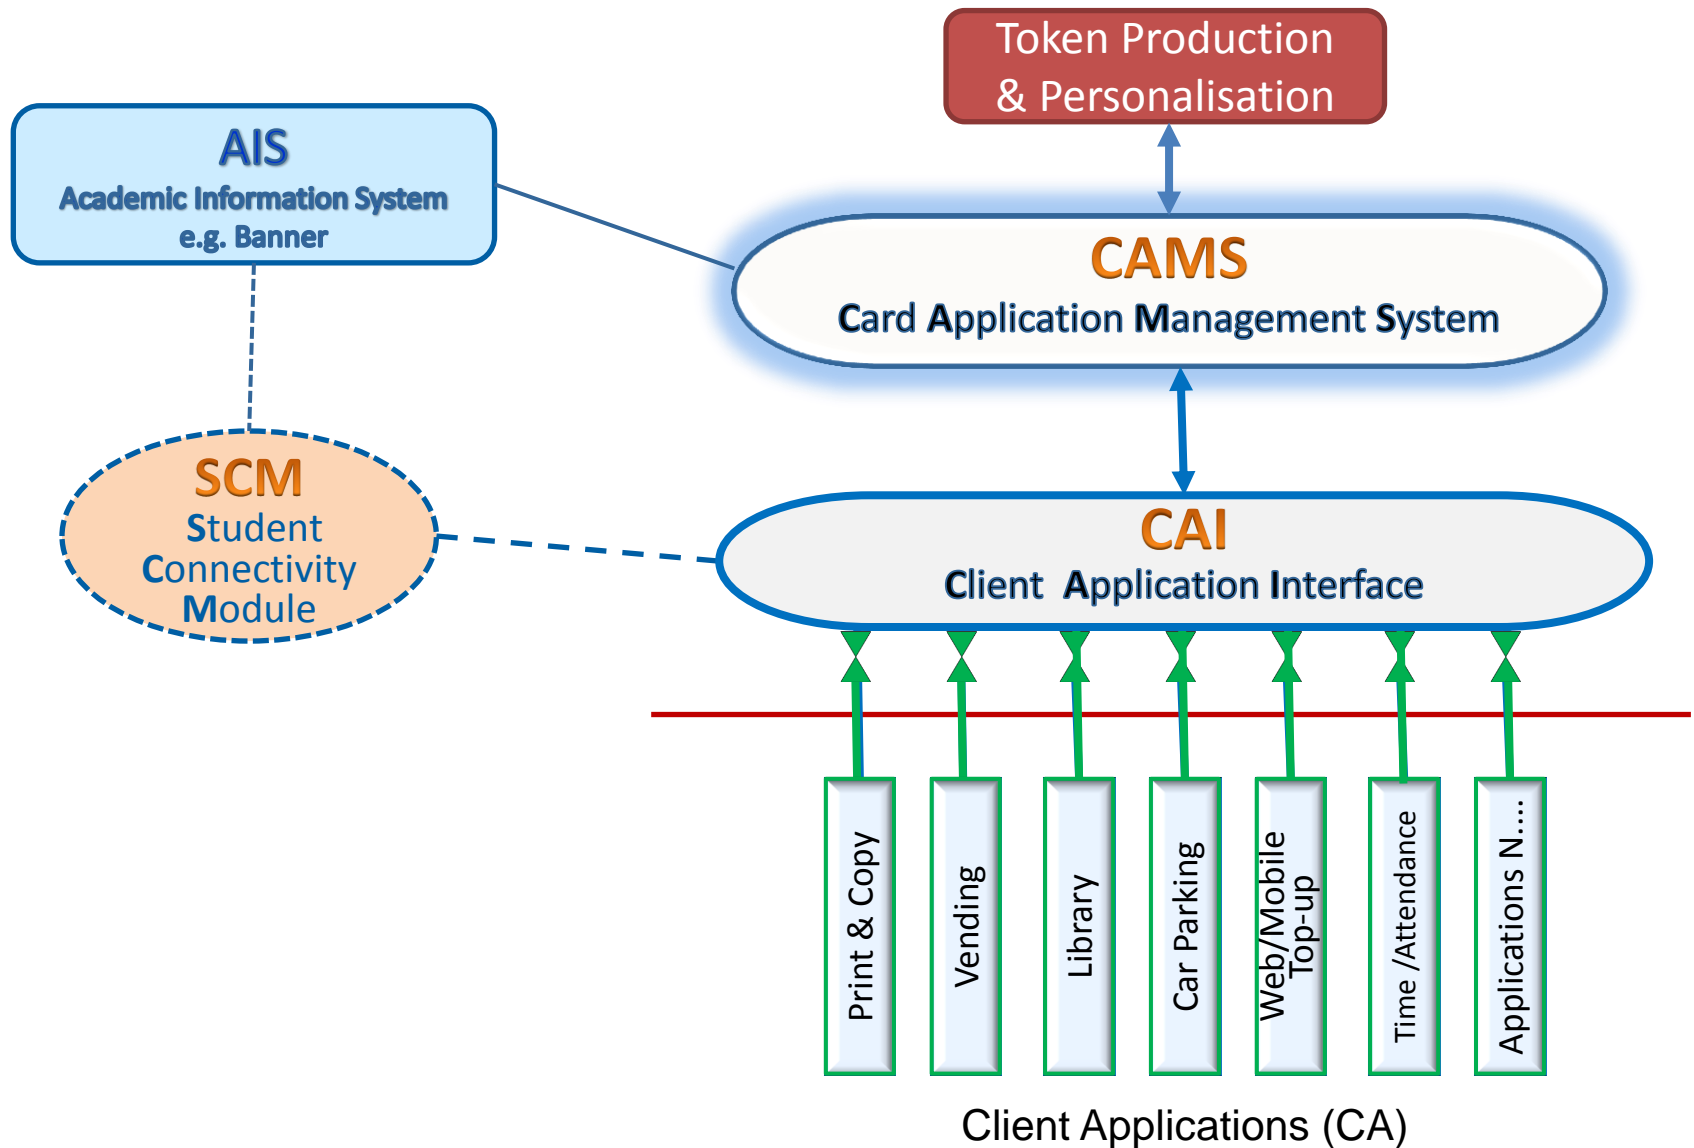 Token Production
& Personalisation
AIS
Academic Information System
e.g. Banner
CAMS
Card Application Management System
SCM
Student
Connectivity
Module
CAI
Client Application Interface
Print & Copy
Vending
Library
Car Parking
Web/Mobile
Top-up
Time /Attendance
Applications N....
Client Applications (CA)